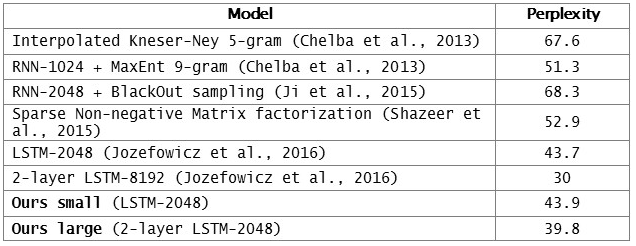 Model Perplexity
Interpolated Kneser-Ney 5-gram (Chelba et al., 2013) 67.6
RNN-1024 + MaxEnt 9-gram (Chelba et al., 2013) 51.3
RNN-2048 + BlackOut sampling (Ji et al., 2015) 68.3
Sparse Non-negative Matrix factorization (Shazeer et
al., 2015) 52.9
LSTM-2048 (Jozefowicz et al., 2016) 43.7
2-layer LSTM-8192 (Jozefowicz et al., 2016) 30
Ours small (LSTM-2048) 43.9
Ours large (2-layer LSTM-2048) 39.8